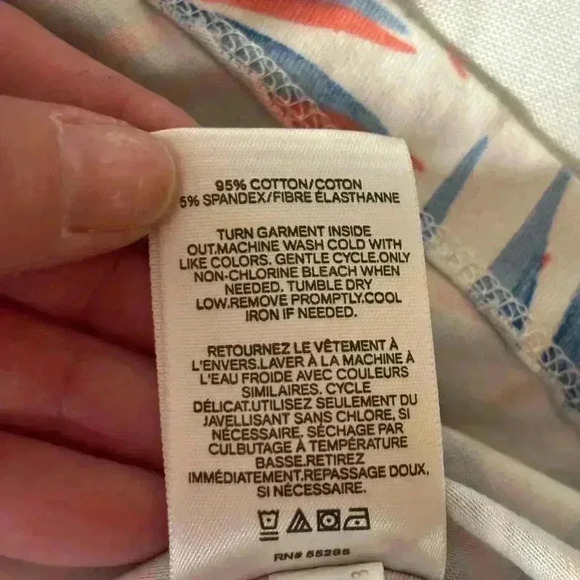 95% COTTON/COTON
5% SPANDEX/FIBRE ÉLASTHANNE
TURN GARMENT INSIDE
OUT.MACHINE WASH COLD WITH
LIKE COLORS. GENTLE CYCLE.ONLY
NON-CHLORINE BLEACH WHEN
NEEDED. TUMBLE DRY
LOW.REMOVE PROMPTLY.COOL
IRON IF NEEDED.
RETOURNEZ LE VÊTEMENT À
L'ENVERS.LAVER À LA MACHINE À
L'EAU FROIDE AVEC COULEURS
SIMILAIRES. CYCLE
DÉLICAT.UTILISEZ SEULEMENT DU
JAVELLISANT SANS CHLORE, SI
NÉCESSAIRE. SÉCHAGE PAR
CULBUTAGE À TEMPÉRATURE
BASSE.RETIREZ
IMMÉDIATEMENT.REPASSAGE DOUX,
SI NÉCESSAIRE.
RN# 55285